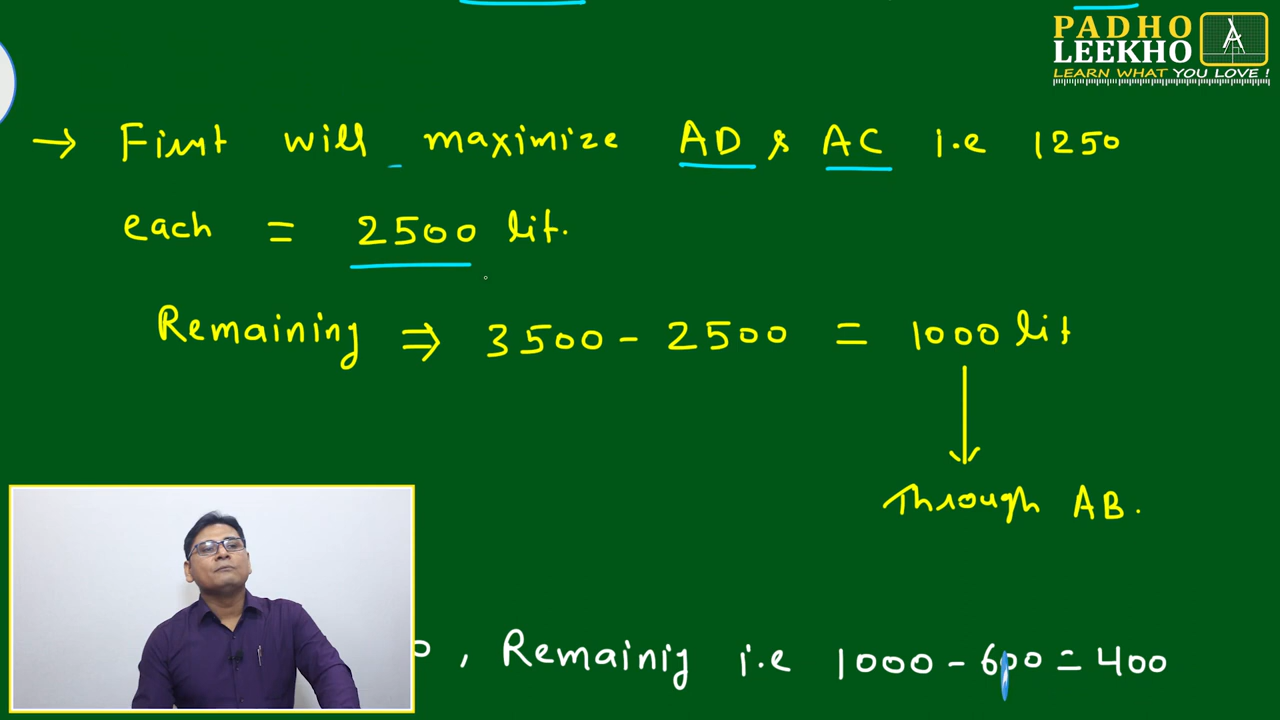 PADHO
LEEKHO
LEARN WHAT YOU LOVE !
→ First will maximize AD & AC i.e 1250
each = 2500 lit.
Remaining ⇒ 3500 - 2500 = 1000 lit
Through AB.
0, Remainig i.e 1000 - 600 = 400